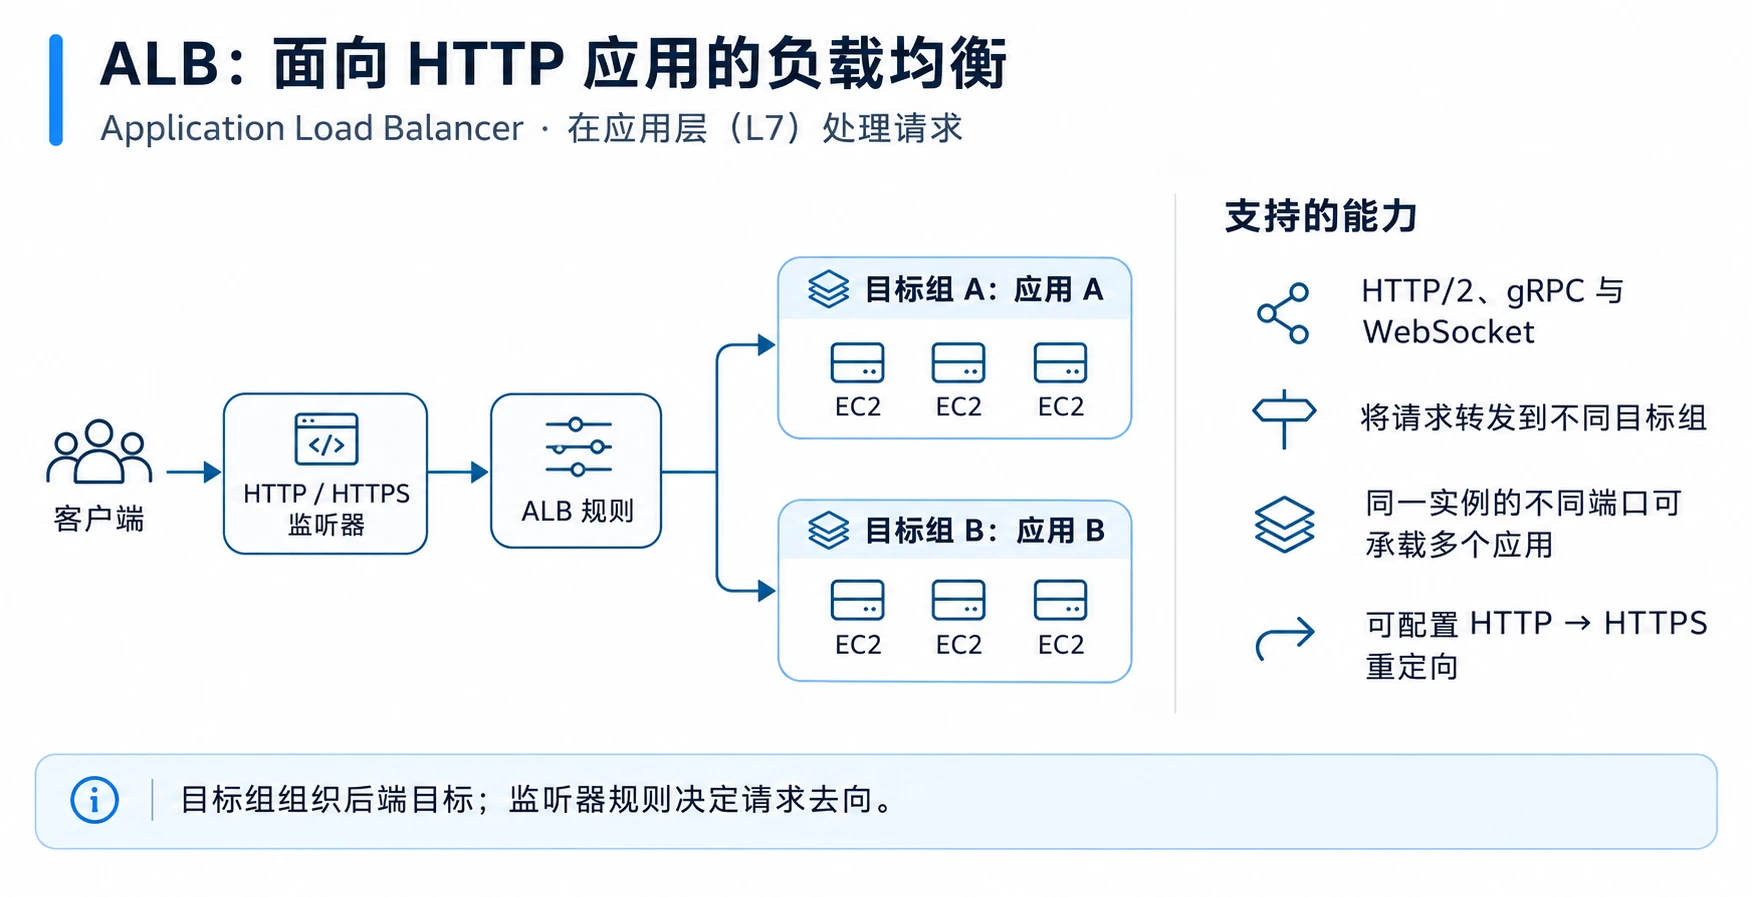 ALB：面向 HTTP 应用的负载均衡
Application Load Balancer · 在应用层（L7）处理请求
客户端
HTTP / HTTPS
监听器
ALB 规则
目标组 A：应用 A
EC2 EC2 EC2
目标组 B：应用 B
EC2 EC2 EC2
支持的能力
HTTP/2、gRPC 与
WebSocket
将请求转发到不同目标组
同一实例的不同端口可
承载多个应用
可配置 HTTP → HTTPS
重定向
目标组组织后端目标；监听器规则决定请求去向。